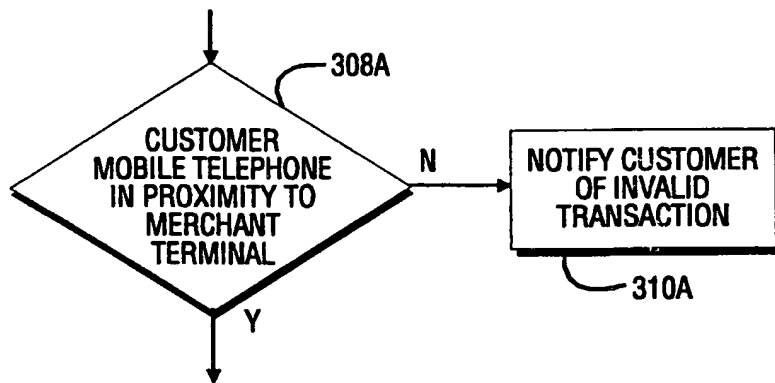 308A
CUSTOMER
MOBILE TELEPHONE
IN PROXIMITY TO
MERCHANT
TERMINAL
N
NOTIFY CUSTOMER
OF INVALID
TRANSACTION
310A
Y